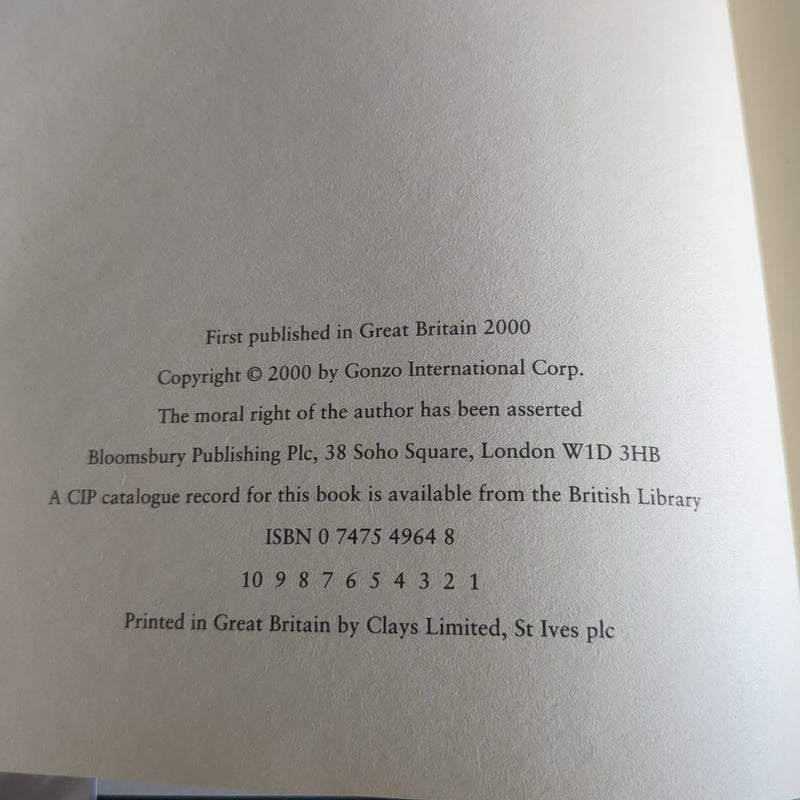 First published in Great Britain 2000
Copyright © 2000 by Gonzo International Corp.
The moral right of the author has been asserted
Bloomsbury Publishing Plc, 38 Soho Square, London W1D 3HB
A CIP catalogue record for this book is available from the British Library
ISBN 0 7475 4964 8
10 9 8 7 6 5 4 3 2 1
Printed in Great Britain by Clays Limited, St Ives plc